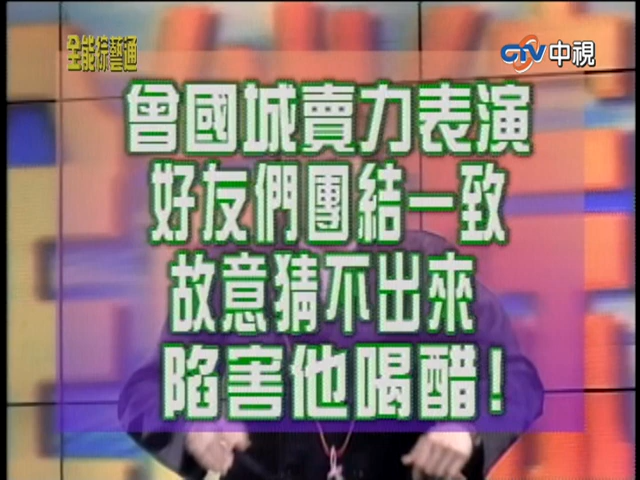 全能綜藝通
CTV中視
曾國城賣力表演
好友們團結一致
故意猜不出來
陷害他喝醋!